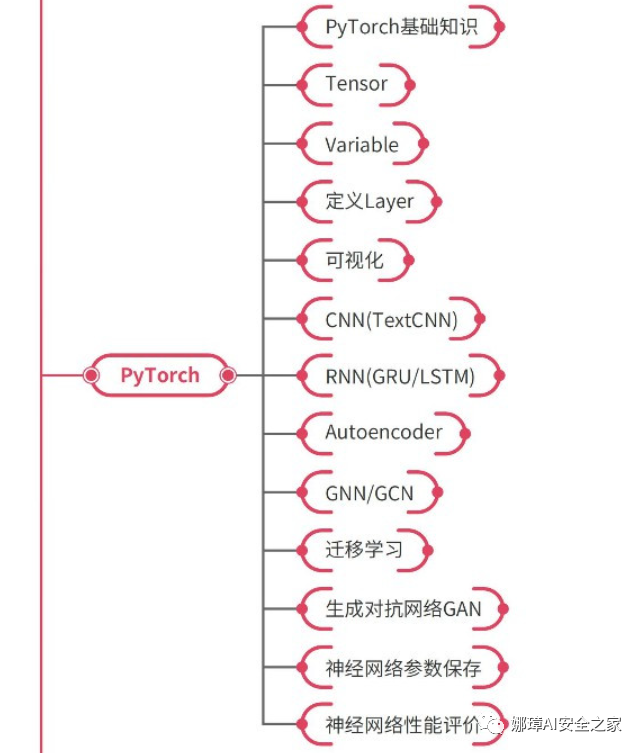 PyTorch基础知识
Tensor
Variable
定义Layer
可视化
CNN(TextCNN)
PyTorch
RNN(GRU/LSTM)
Autoencoder
GNN/GCN
迁移学习
生成对抗网络GAN
神经网络参数保存
神经网络性能评价
娜璋AI安全之家